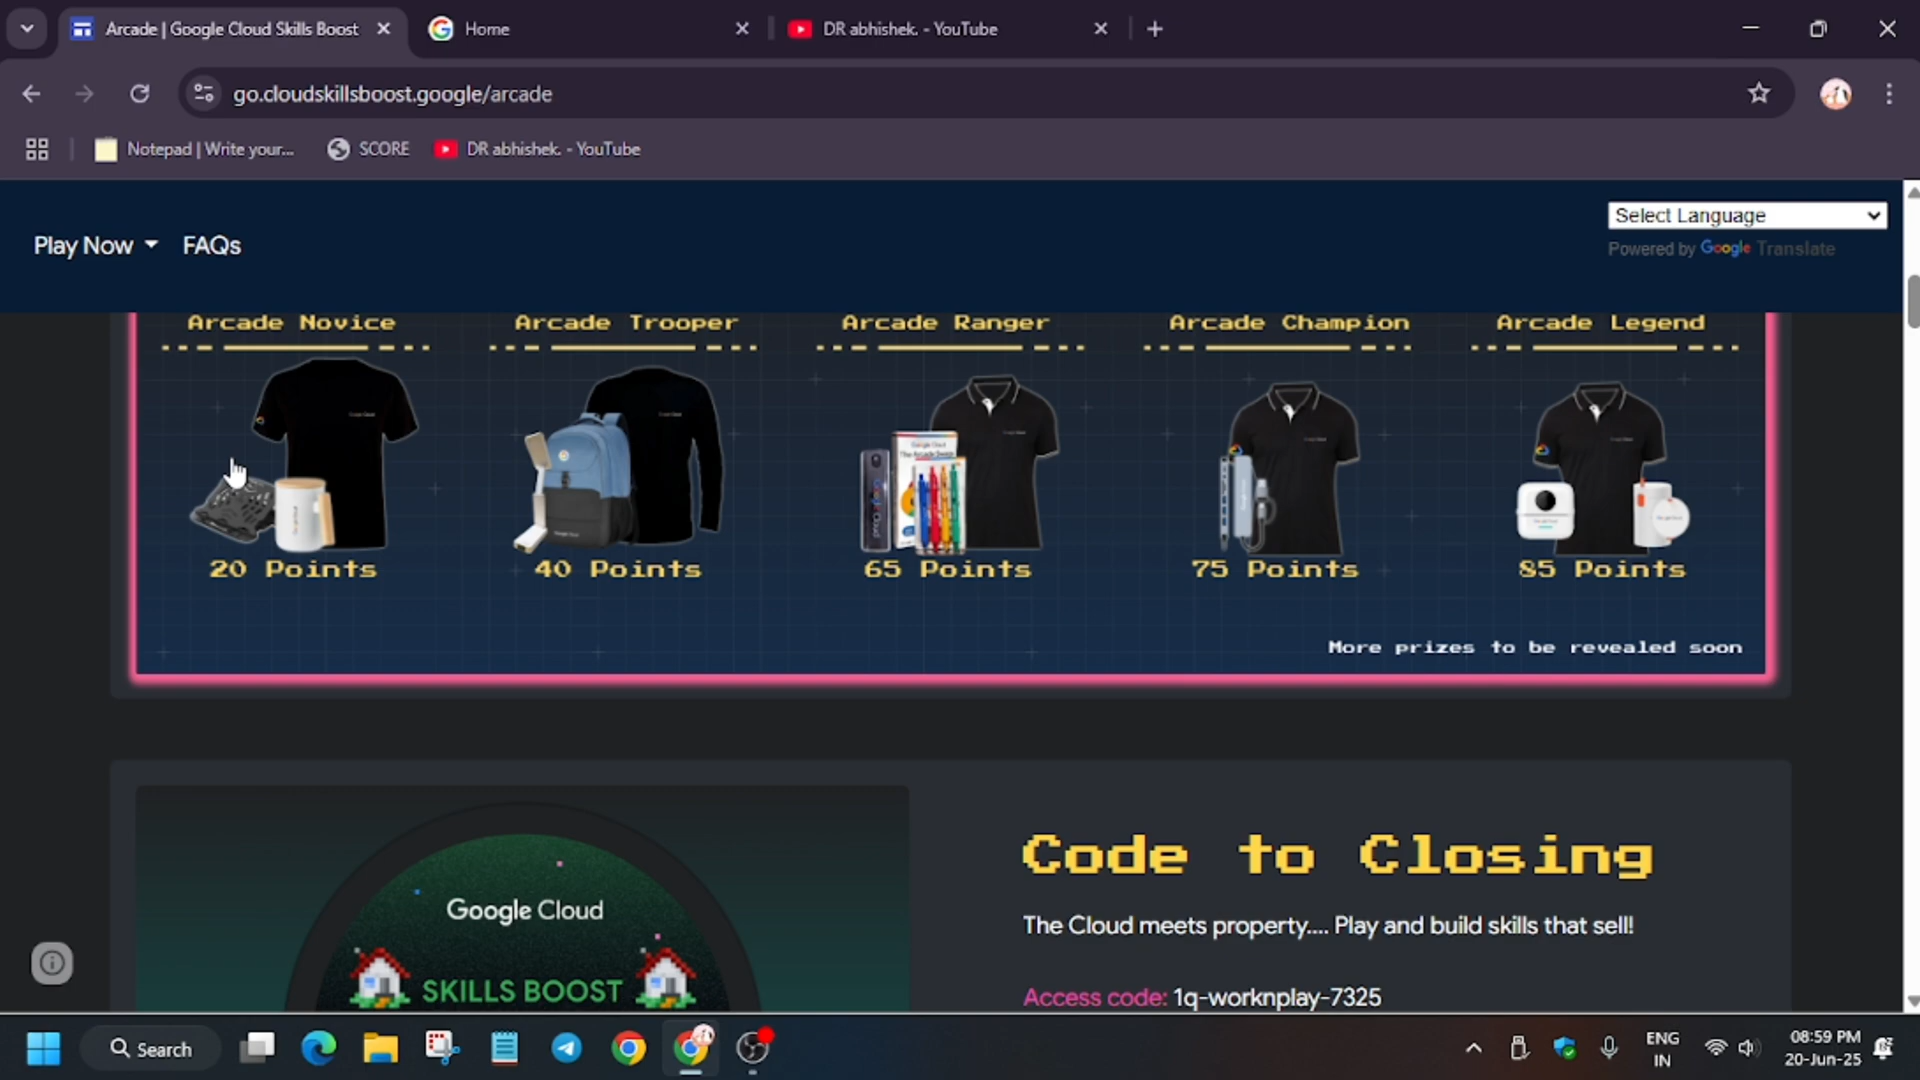 Arcade | Google Cloud Skills Boost
Home
DR abhishek. - YouTube
go.cloudskillsboost.google/arcade
Notepad | Write your...
SCORE
DR abhishek. - YouTube
Play Now
FAQs
Select Language
Powered by Google Translate
Arcade Novice
Arcade Trooper
Arcade Ranger
Arcade Champion
Arcade Legend
20 Points
40 Points
65 Points
75 Points
85 Points
More prizes to be revealed soon
Google Cloud
SKILLS BOOST
Code to Closing
The Cloud meets property.... Play and build skills that sell!
Access code: 1q-worknplay-7325
Search
ENG
IN
08:59 PM
20-Jun-25